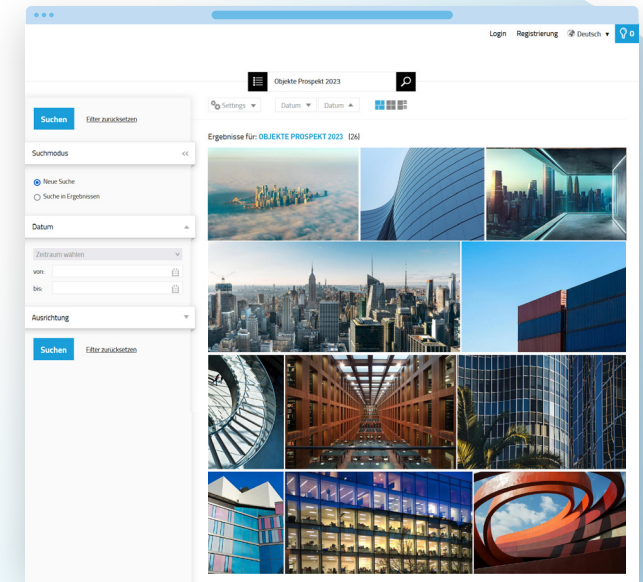 Login Registrierung Deutsch 0
Objekte Prospekt 2023
Settings Datum Datum
Suchen Filter zurücksetzen
Ergebnisse für: OBJEKTE PROSPEKT 2023 (26)
Suchmodus <<
Neue Suche
Suche in Ergebnissen
Datum
Zeitraum wählen
von:
bis:
Ausrichtung
Suchen Filter zurücksetzen